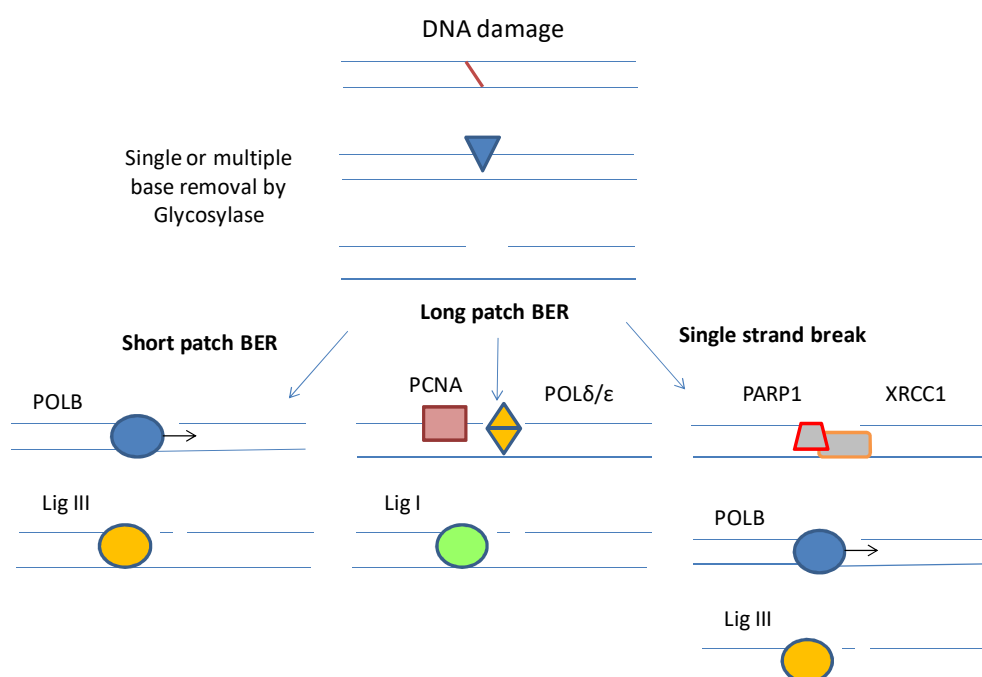 DNA damage
Single or multiple
base removal by
Glycosylase
Short patch BER
Long patch BER
Single strand break
POLB
PCNA
POLδ/ε
PARP1
XRCC1
Lig III
Lig I
POLB
Lig III